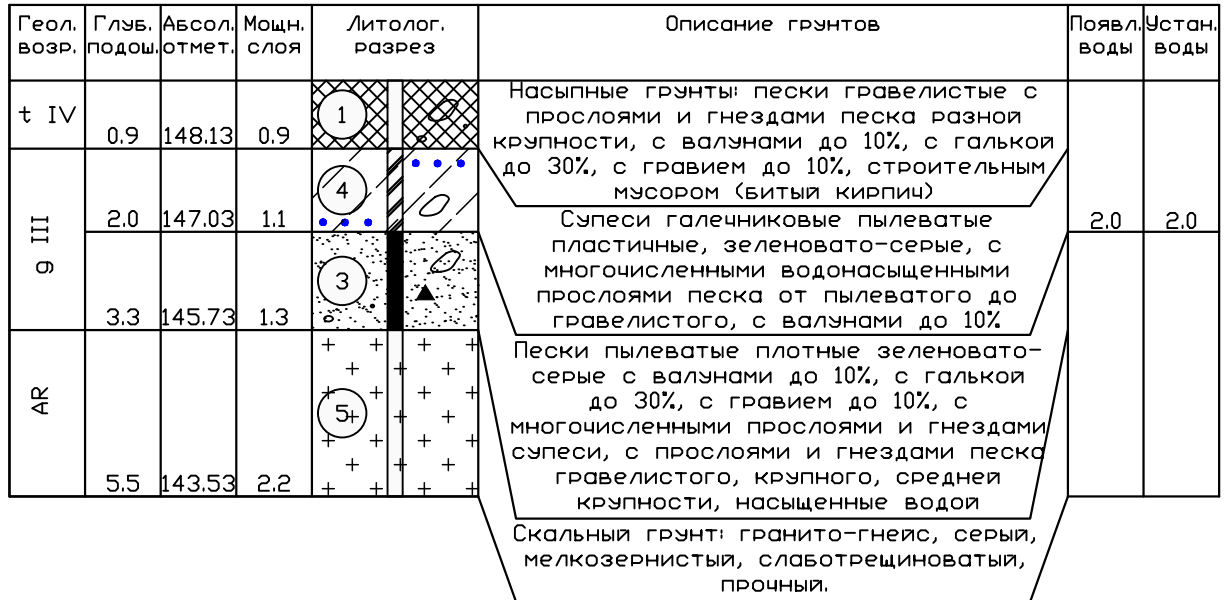 Геол. Глуб. Абсол. Мощн. Литолог. Описание грунтов Появл. Устан.
возр. подош. отмет. слоя разрез воды воды
t IV 0.9 148.13 0.9 1
Насыпные грунты: пески гравелистые с
прослоями и гнездами песка разной
крупности, с валунами до 10%, с галькой
до 30%, с гравием до 10%, строительным
мусором (битый кирпич)
g III 2.0 147.03 1.1 4
Супеси галечниковые пылеватые
пластичные, зеленовато-серые, с
многочисленными водонасыщенными
прослоями песка от пылеватого до
гравелистого, с валунами до 10%
2.0 2.0
3.3 145.73 1.3 3
Пески пылеватые плотные зеленовато-
серые с валунами до 10%, с галькой
до 30%, с гравием до 10%, с
многочисленными прослоями и гнездами
супеси, с прослоями и гнездами песка
гравелистого, крупного, средней
крупности, насыщенные водой
AR 5.5 143.53 2.2 5
Скальный грунт: гранито-гнейс, серый,
мелкозернистый, слаботрещиноватый,
прочный.